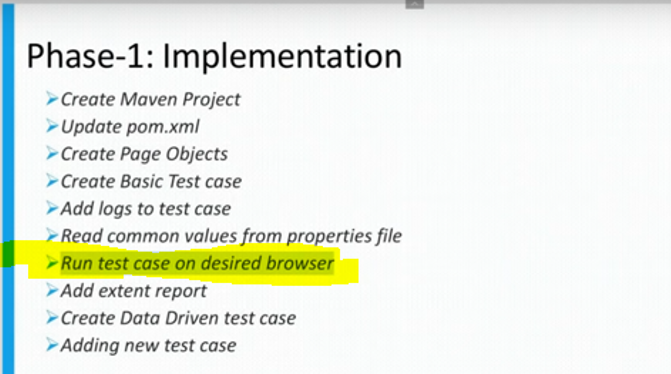 Phase-1: Implementation
Create Maven Project
Update pom.xml
Create Page Objects
Create Basic Test case
Add logs to test case
Read common values from properties file
Run test case on desired browser
Add extent report
Create Data Driven test case
Adding new test case